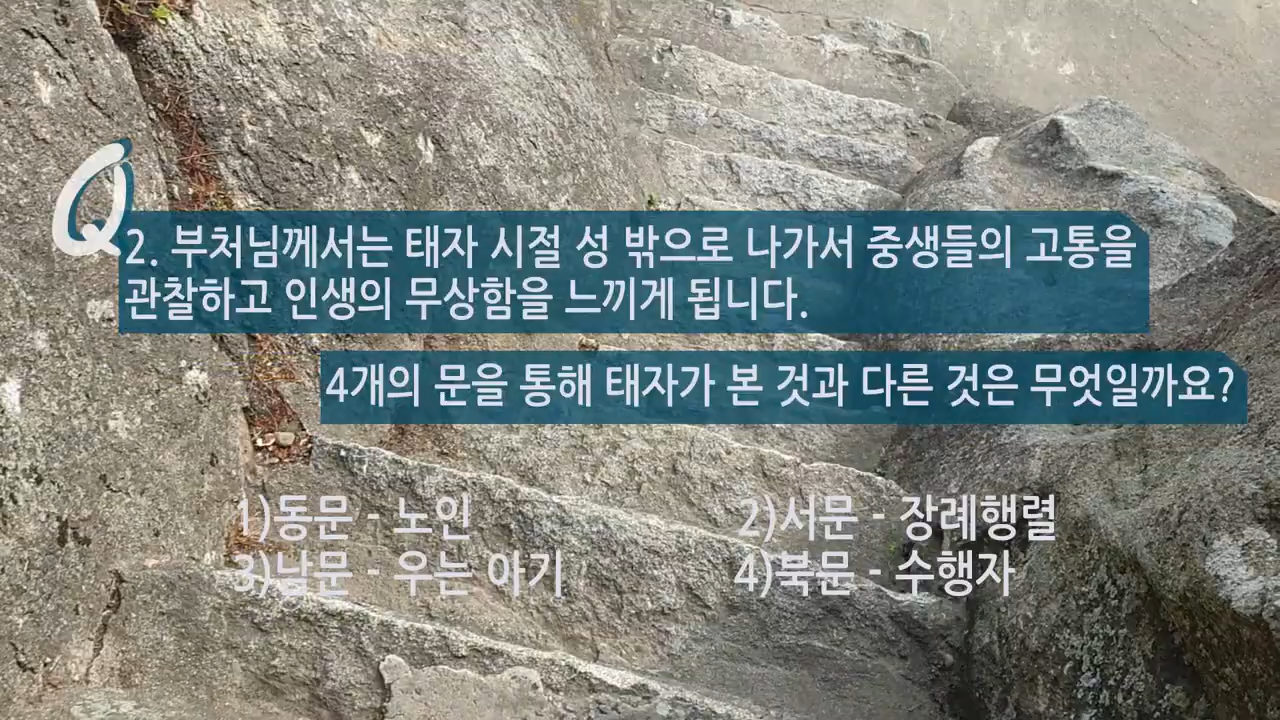 Q
2. 부처님께서는 태자 시절 성 밖으로 나가서 중생들의 고통을
관찰하고 인생의 무상함을 느끼게 됩니다.
4개의 문을 통해 태자가 본 것과 다른 것은 무엇일까요?
1)동문 - 노인 2)서문 - 장례행렬
3)남문 - 우는 아기 4)북문 - 수행자